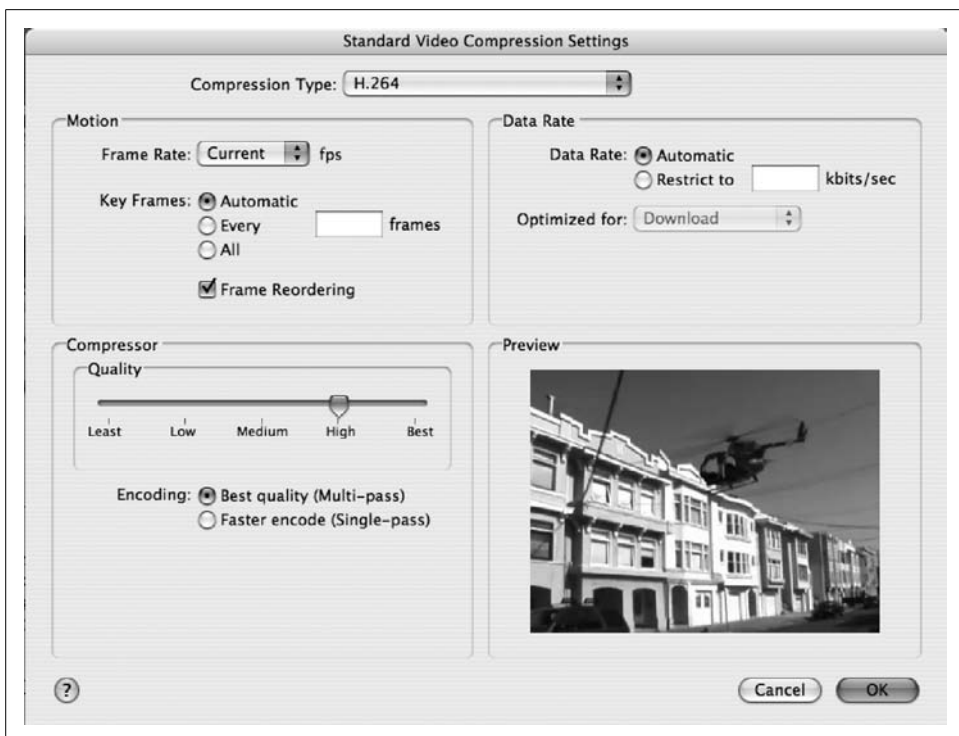 Standard Video Compression Settings
Compression Type: H.264
Motion
Frame Rate: Current fps
Key Frames: Automatic
Every frames
All
Frame Reordering
Data Rate
Data Rate: Automatic
Restrict to kbits/sec
Optimized for: Download
Compressor
Quality
Least Low Medium High Best
Encoding: Best quality (Multi-pass)
Faster encode (Single-pass)
Preview
?
Cancel OK